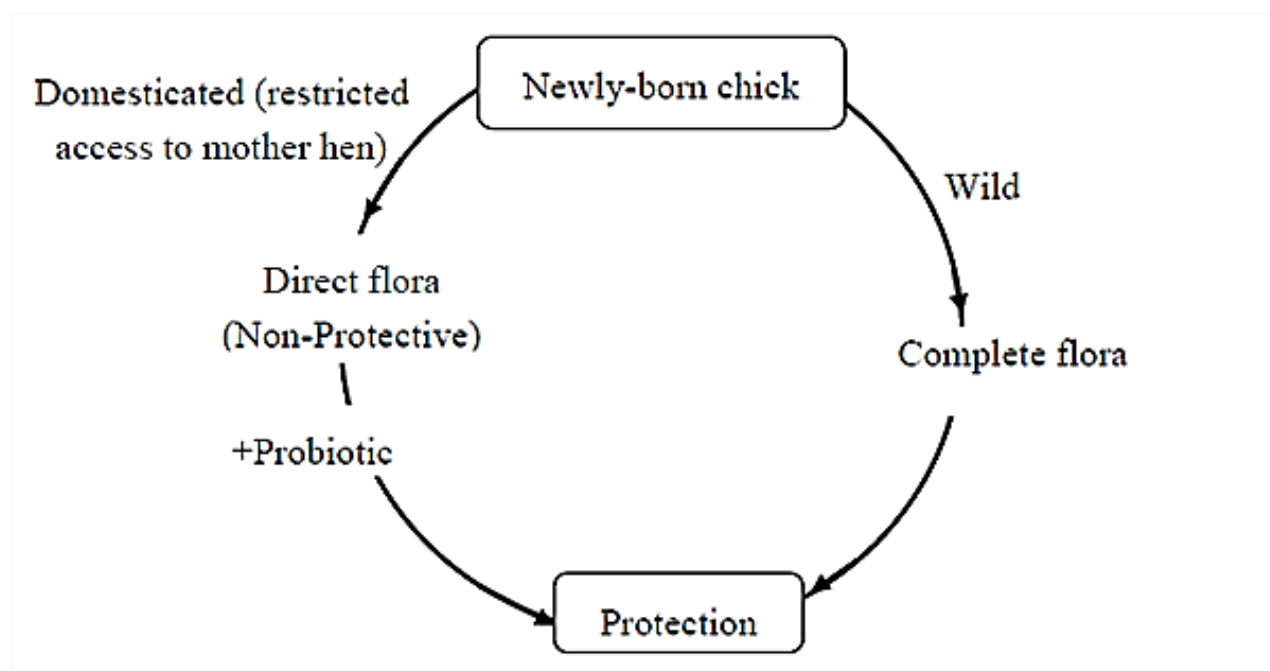 Newly-born chick
Domesticated (restricted
access to mother hen)
Wild
Direct flora
(Non-Protective)
Complete flora
+Probiotic
Protection